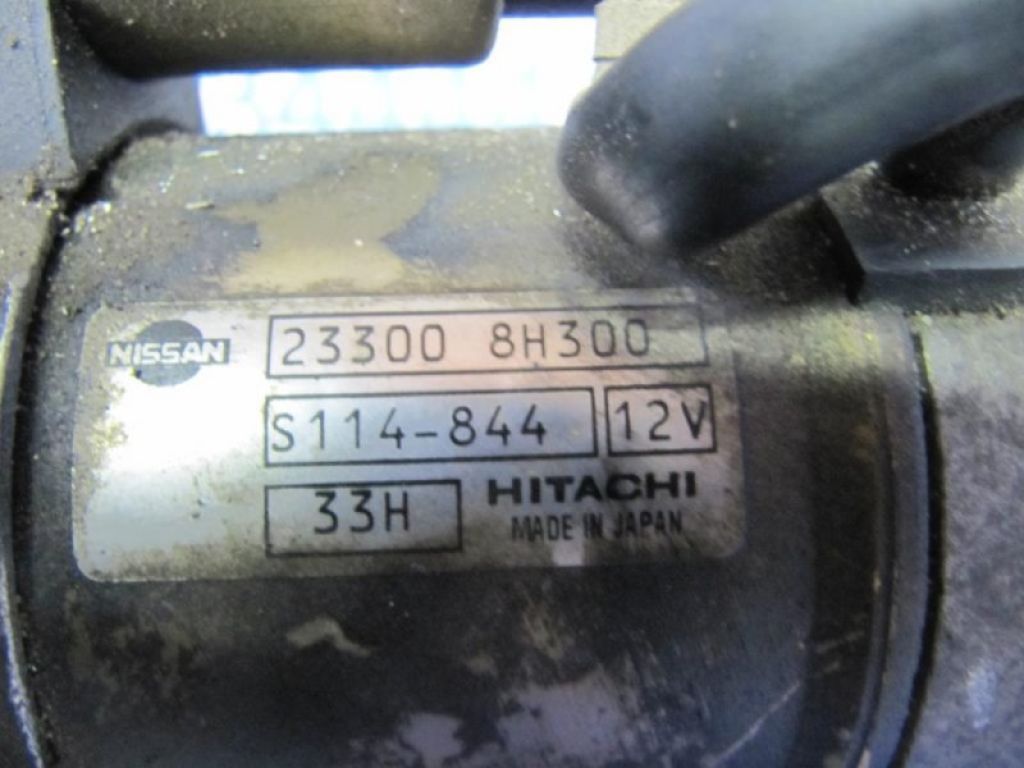 NISSAN 23300 8H300
S114-844 12V
33H HITACHI
MADE IN JAPAN